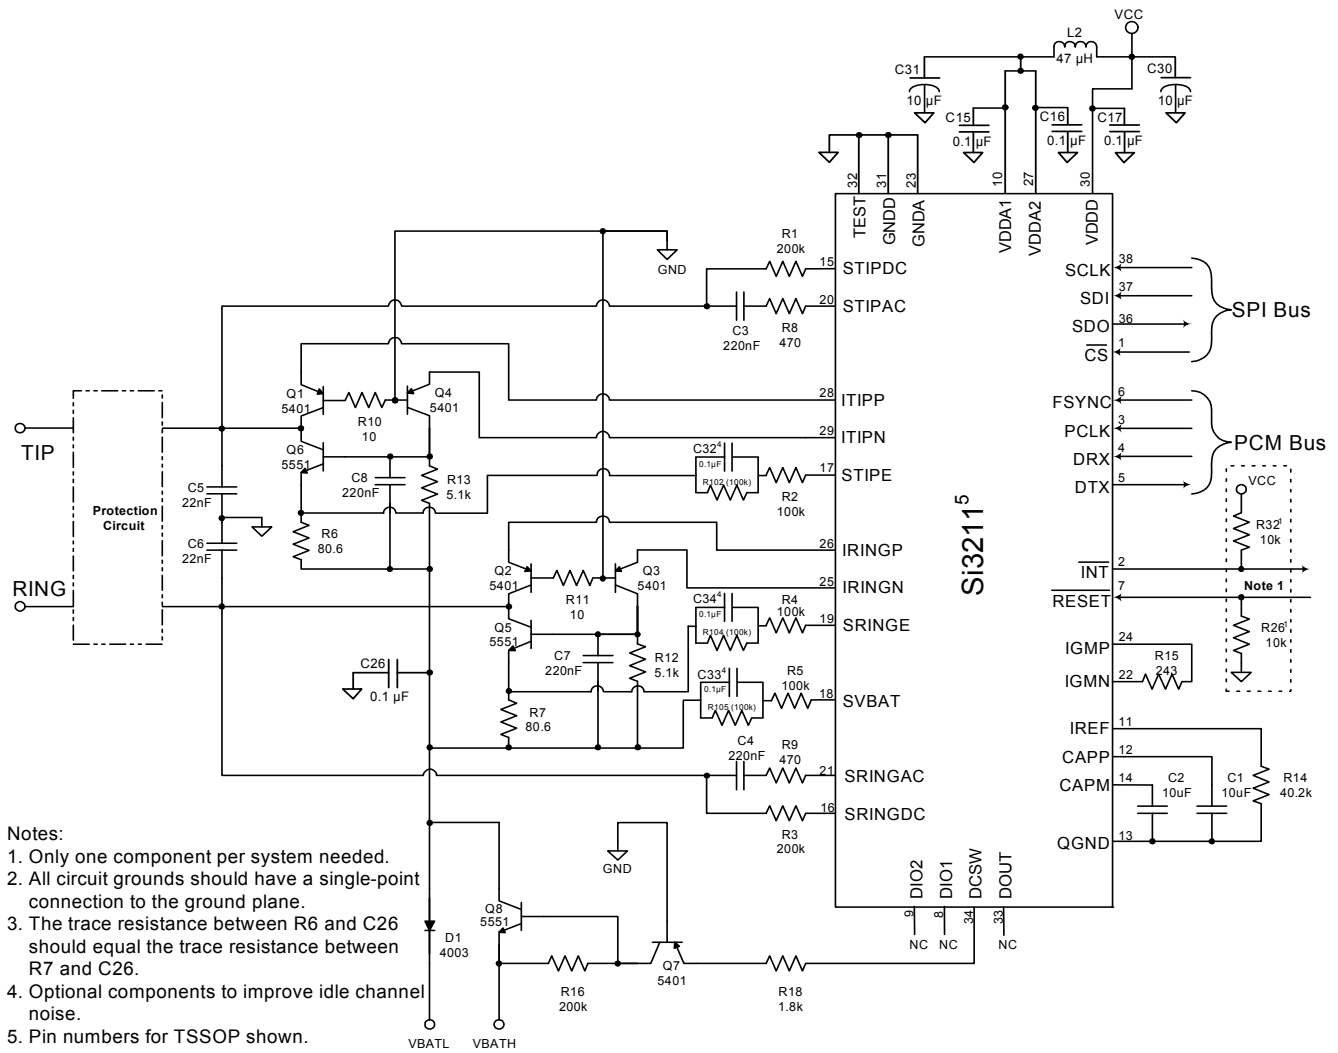 VCC
L2
47 µH
C31
10 µF
C30
10 µF
C15
0.1 µF
C16
0.1 µF
C17
0.1 µF
32
31
23
10
27
30
TEST
GNDD
GNDA
VDDA1
VDDA2
VDDD
GND
R1
200k
15
STIPDC
20
STIPAC
C3
220nF
R8
470
SCLK
38
SDI
37
SDO
36
CS
1
SPI Bus
Q1
5401
R10
10
Q4
5401
28
ITIPP
29
ITIPN
FSYNC
6
PCLK
3
DRX
4
DTX
5
PCM Bus
TIP
Q6
5551
C8
220nF
R13
5.1k
C32⁴
0.1µF
R102 (100k)
R2
100k
17
STIPE
C5
22nF
C6
22nF
Protection
Circuit
R6
80.6
VCC
R32¹
10k
Si3211⁵
26
IRINGP
25
IRINGN
INT
2
RESET
7
Note 1
R26¹
10k
RING
Q2
5401
R11
10
Q3
5401
C34⁴
0.1µF
R104 (100k)
R4
100k
19
SRINGE
Q5
5551
C7
220nF
R12
5.1k
IGMP
24
IGMN
22
R15
243
C26
0.1 µF
C33⁴
0.1µF
R105 (100k)
R5
100k
18
SVBAT
R7
80.6
IREF
11
CAPP
12
CAPM
14
QGND
13
C2
10uF
C1
10uF
R14
40.2k
C4
220nF
R9
470
21
SRINGAC
16
SRINGDC
R3
200k
GND
DIO2
DIO1
DCSW
DOUT
9
8
34
33
NC
NC
NC
Q8
5551
D1
4003
R16
200k
Q7
5401
R18
1.8k
VBATL
VBATH
Notes:
1. Only one component per system needed.
2. All circuit grounds should have a single-point
connection to the ground plane.
3. The trace resistance between R6 and C26
should equal the trace resistance between
R7 and C26.
4. Optional components to improve idle channel
noise.
5. Pin numbers for TSSOP shown.